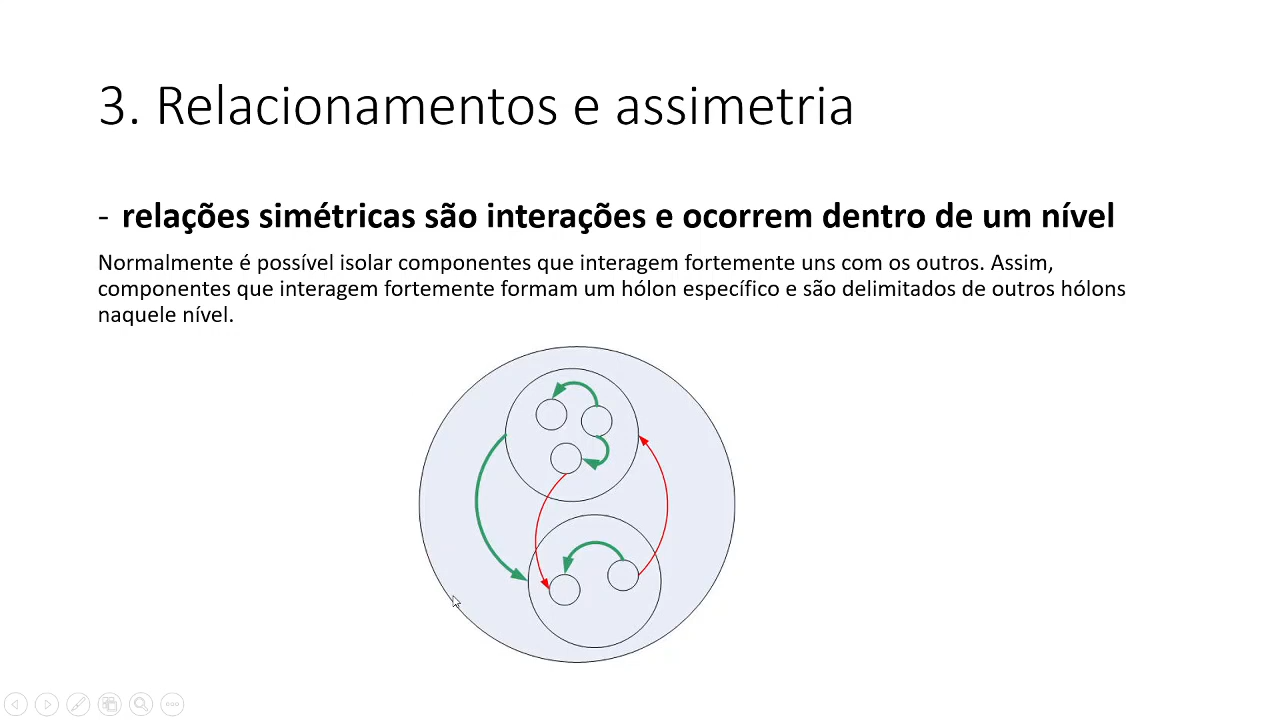 3. Relacionamentos e assimetria
- relações simétricas são interações e ocorrem dentro de um nível
Normalmente é possível isolar componentes que interagem fortemente uns com os outros. Assim,
componentes que interagem fortemente formam um hólon específico e são delimitados de outros hólons
naquele nível.